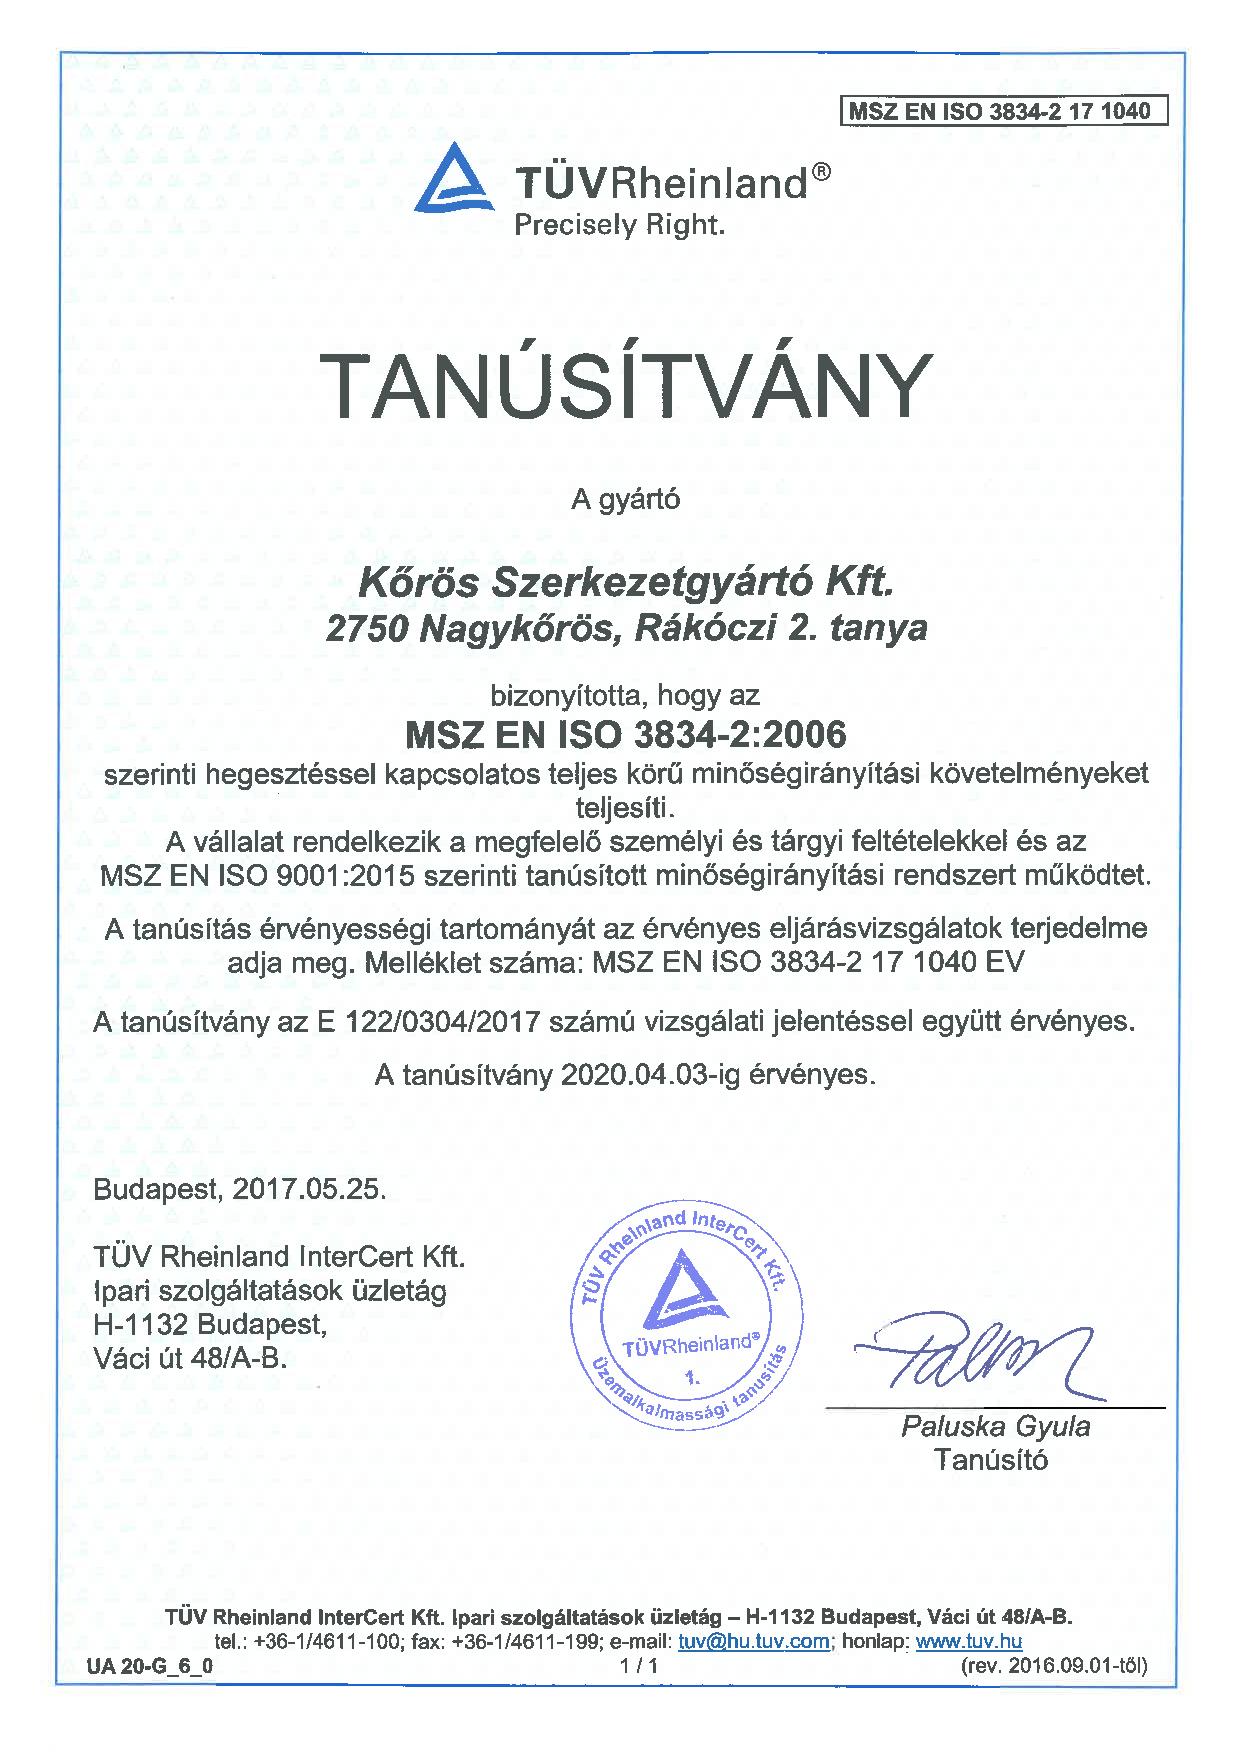 MSZ EN ISO 3834-2 17 1040
TÜVRheinland®
Precisely Right.
TANÚSÍTVÁNY
A gyártó
Kőrös Szerkezetgyártó Kft.
2750 Nagykőrös, Rákóczi 2. tanya
bizonyította, hogy az
MSZ EN ISO 3834-2:2006
szerinti hegesztéssel kapcsolatos teljes körű minőségirányítási követelményeket
teljesíti.
A vállalat rendelkezik a megfelelő személyi és tárgyi feltételekkel és az
MSZ EN ISO 9001:2015 szerinti tanúsított minőségirányítási rendszert működtet.
A tanúsítás érvényességi tartományát az érvényes eljárásvizsgálatok terjedelme
adja meg. Melléklet száma: MSZ EN ISO 3834-2 17 1040 EV
A tanúsítvány az E 122/0304/2017 számú vizsgálati jelentéssel együtt érvényes.
A tanúsítvány 2020.04.03-ig érvényes.
Budapest, 2017.05.25.
TÜV Rheinland InterCert Kft.
Ipari szolgáltatások üzletág
H-1132 Budapest,
Váci út 48/A-B.
TÜV Rheinland InterCert Kft.
TÜVRheinland®
1.
Üzemalkalmassági tanusítás
Paluska Gyula
Tanúsító
TÜV Rheinland InterCert Kft. Ipari szolgáltatások üzletág – H-1132 Budapest, Váci út 48/A-B.
tel.: +36-1/4611-100; fax: +36-1/4611-199; e-mail: tuv@hu.tuv.com; honlap: www.tuv.hu
UA 20-G_6_0 1 / 1 (rev. 2016.09.01-től)